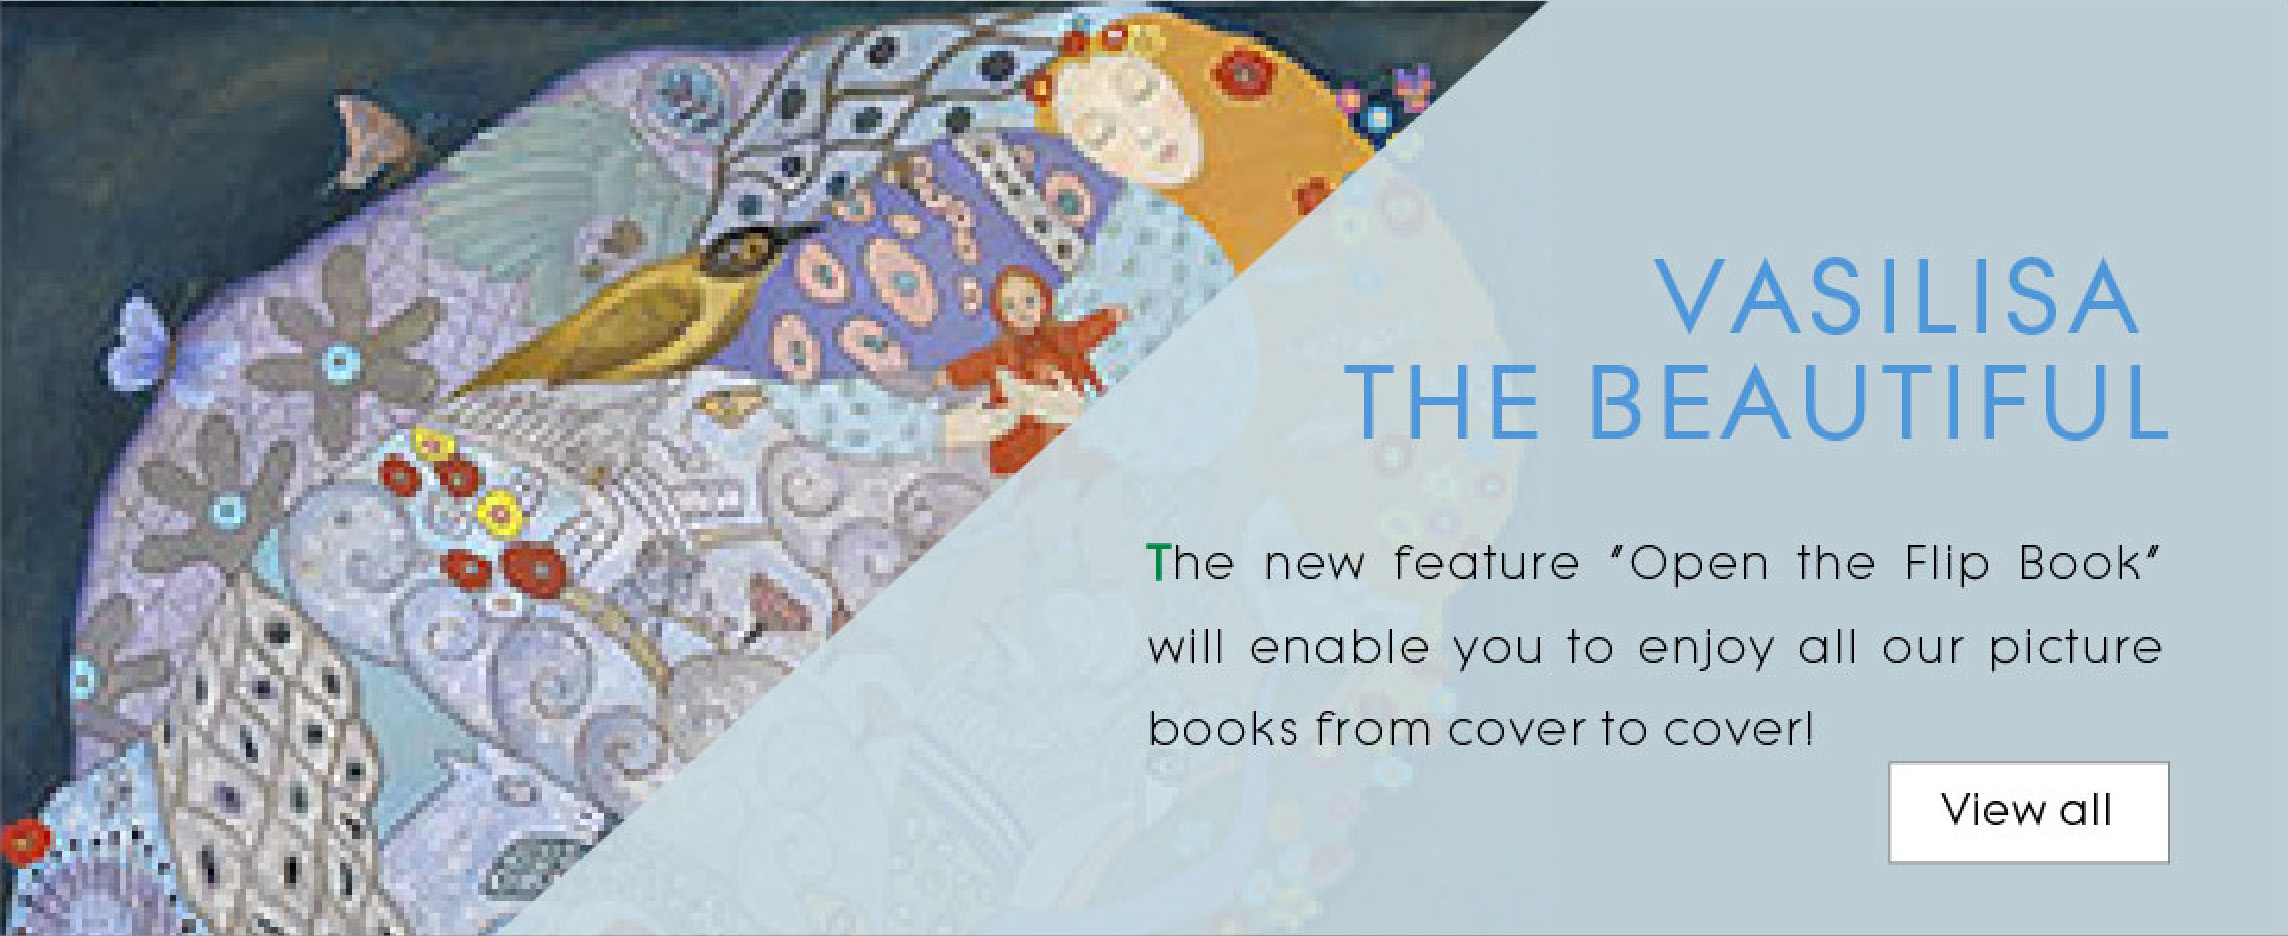 VASILISA
THE BEAUTIFUL
The new feature "Open the Flip Book"
will enable you to enjoy all our picture
books from cover to cover!
View all